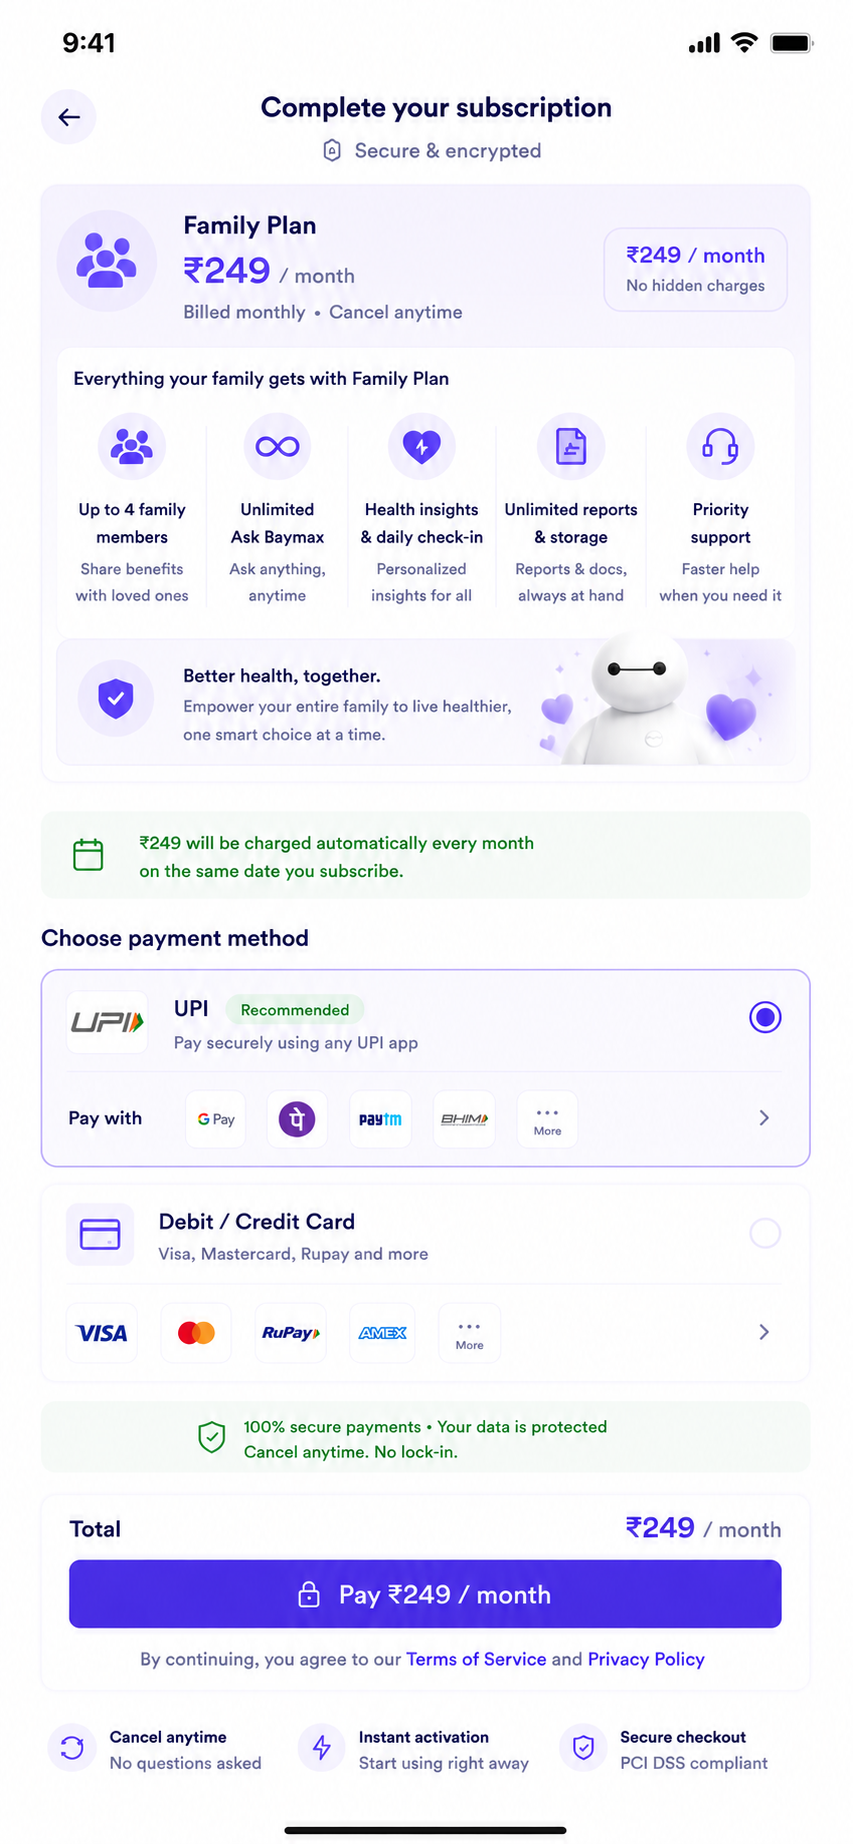 9:41
Complete your subscription
Secure & encrypted
Family Plan
₹249 / month
Billed monthly • Cancel anytime
₹249 / month
No hidden charges
Everything your family gets with Family Plan
Up to 4 family
members
Share benefits
with loved ones
Unlimited
Ask Baymax
Ask anything,
anytime
Health insights
& daily check-in
Personalized
insights for all
Unlimited reports
& storage
Reports & docs,
always at hand
Priority
support
Faster help
when you need it
Better health, together.
Empower your entire family to live healthier,
one smart choice at a time.
₹249 will be charged automatically every month
on the same date you subscribe.
Choose payment method
UPI
UPI
Recommended
Pay securely using any UPI app
Pay with
G Pay
पे
paytm
BHIM
More
Debit / Credit Card
Visa, Mastercard, Rupay and more
VISA
RuPay
AMEX
More
100% secure payments • Your data is protected
Cancel anytime. No lock-in.
Total
₹249 / month
Pay ₹249 / month
By continuing, you agree to our Terms of Service and Privacy Policy
Cancel anytime
No questions asked
Instant activation
Start using right away
Secure checkout
PCI DSS compliant